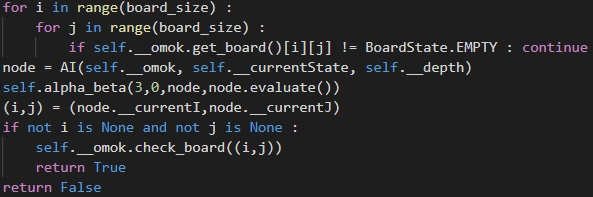 for i in range(board_size) :
    for j in range(board_size) :
        if self.__omok.get_board()[i][j] != BoardState.EMPTY : continue
node = AI(self.__omok, self.__currentState, self.__depth)
self.alpha_beta(3,0,node,node.evaluate())
(i,j) = (node.__currentI,node.__currentJ)
if not i is None and not j is None :
    self.__omok.check_board((i,j))
    return True
return False